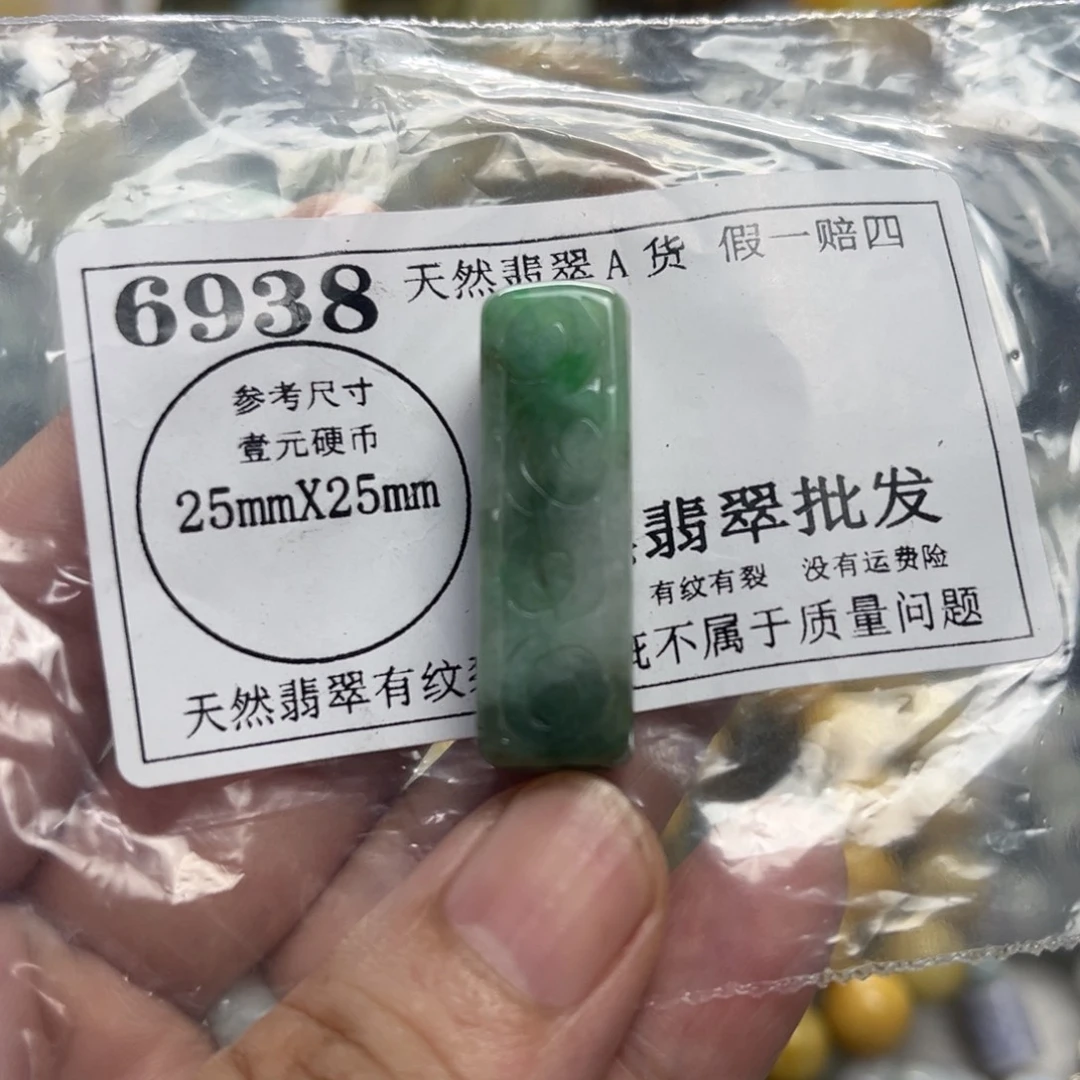 6938 天然翡翠A货 假一赔四
参考尺寸
壹元硬币
25mmX25mm
翡翠批发
有纹有裂 没有运费险
天然翡翠有纹 不属于质量问题